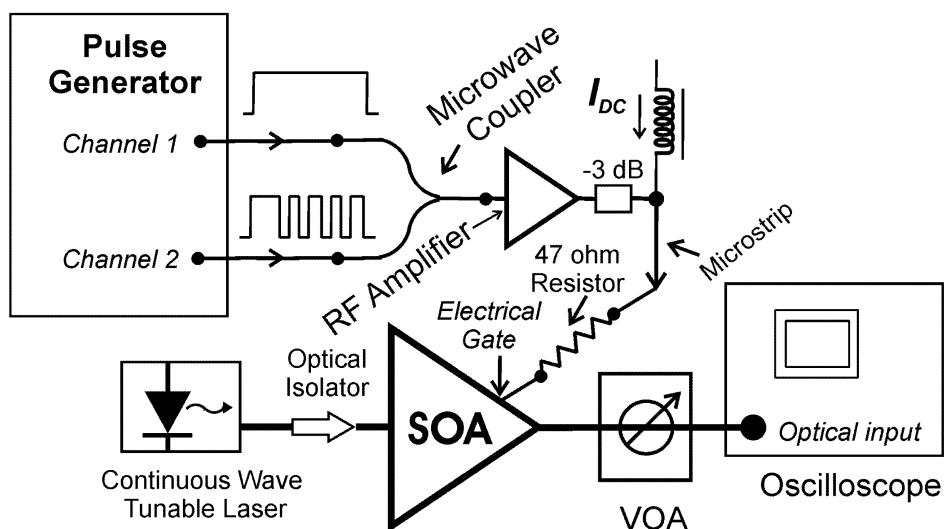 Pulse
Generator
Channel 1
Channel 2
Microwave
Coupler
I DC
-3 dB
RF Amplifier
47 ohm
Resistor
Microstrip
Electrical
Gate
Optical
Isolator
SOA
Continuous Wave
Tunable Laser
VOA
Optical input
Oscilloscope